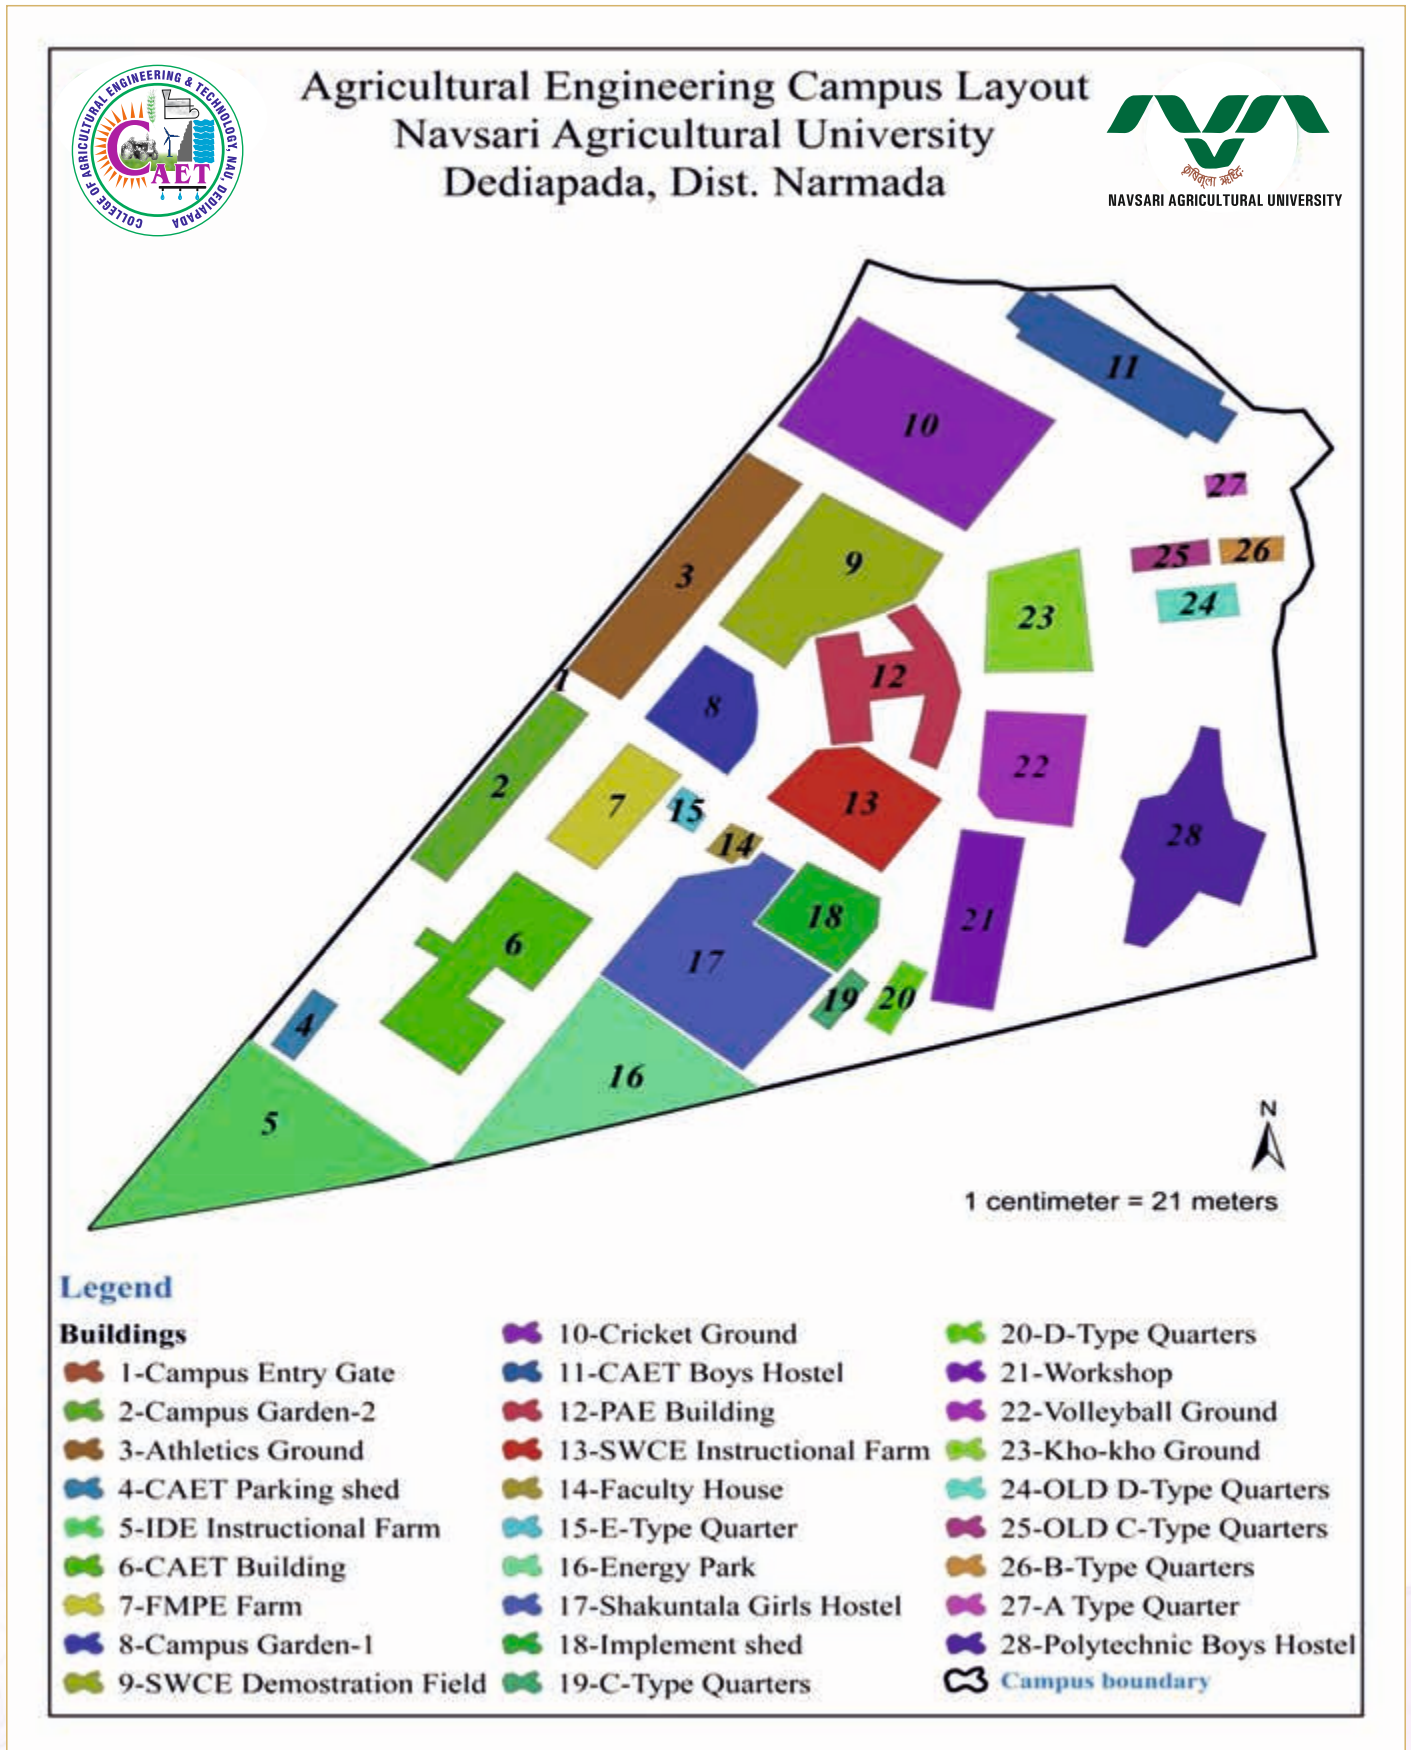 COLLEGE OF AGRICULTURAL ENGINEERING & TECHNOLOGY, NAU, DEDIAPADA
CAET
Agricultural Engineering Campus Layout
Navsari Agricultural University
Dediapada, Dist. Narmada
NAVSARI AGRICULTURAL UNIVERSITY
11
10
27
3
9
25
26
24
23
1
12
8
2
7
15
22
13
14
28
18
21
6
17
19
20
4
16
5
N
1 centimeter = 21 meters
Legend
Buildings
1-Campus Entry Gate
2-Campus Garden-2
3-Athletics Ground
4-CAET Parking shed
5-IDE Instructional Farm
6-CAET Building
7-FMPE Farm
8-Campus Garden-1
9-SWCE Demostration Field
10-Cricket Ground
11-CAET Boys Hostel
12-PAE Building
13-SWCE Instructional Farm
14-Faculty House
15-E-Type Quarter
16-Energy Park
17-Shakuntala Girls Hostel
18-Implement shed
19-C-Type Quarters
20-D-Type Quarters
21-Workshop
22-Volleyball Ground
23-Kho-kho Ground
24-OLD D-Type Quarters
25-OLD C-Type Quarters
26-B-Type Quarters
27-A Type Quarter
28-Polytechnic Boys Hostel
Campus boundary